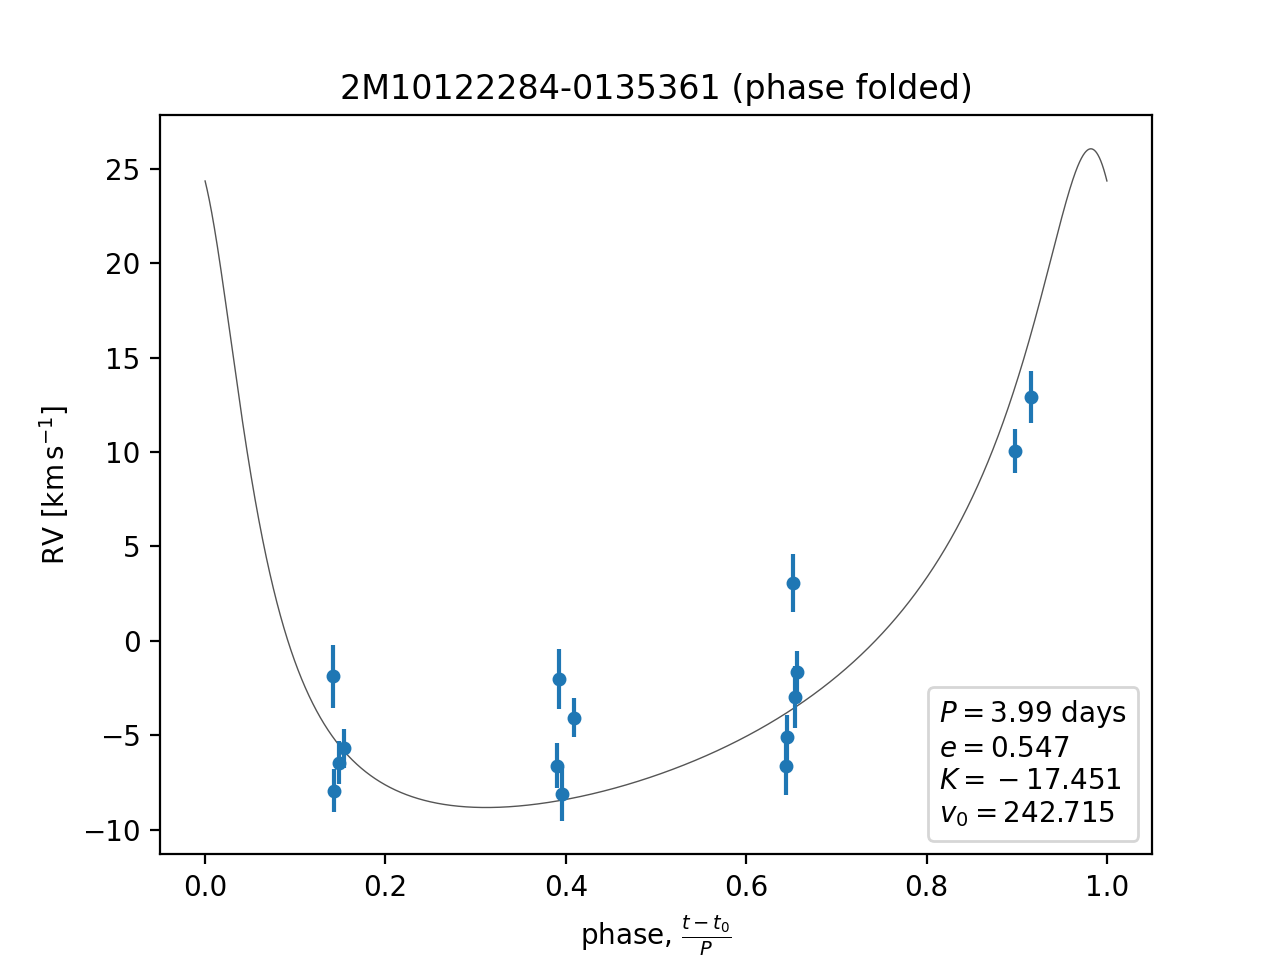 2M10122284-0135361 (phase folded)
25
20
15
10
5
0
−5
−10
RV [km s⁻¹]
P = 3.99 days
e = 0.547
K = −17.451
v₀ = 242.715
0.0 0.2 0.4 0.6 0.8 1.0
phase, (t−t₀)/P